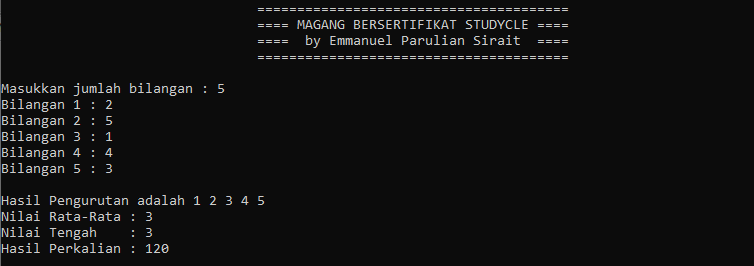 =======================================
==== MAGANG BERSERTIFIKAT STUDYCLE ====
====  by Emmanuel Parulian Sirait  ====
=======================================
Masukkan jumlah bilangan : 5
Bilangan 1 : 2
Bilangan 2 : 5
Bilangan 3 : 1
Bilangan 4 : 4
Bilangan 5 : 3
Hasil Pengurutan adalah 1 2 3 4 5
Nilai Rata-Rata : 3
Nilai Tengah    : 3
Hasil Perkalian : 120